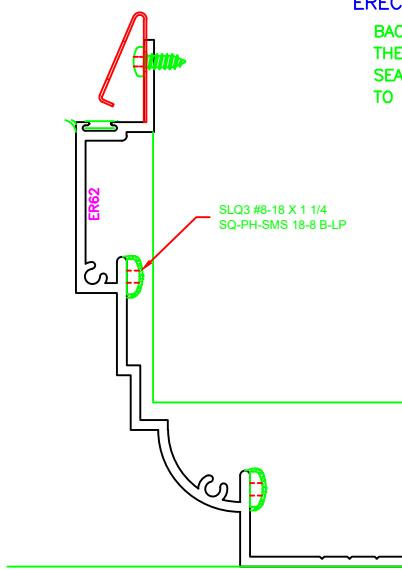 EREC
BAC
THE
SEA
TO
ER62
SLQ3 #8-18 X 1 1/4
SQ-PH-SMS 18-8 B-LP